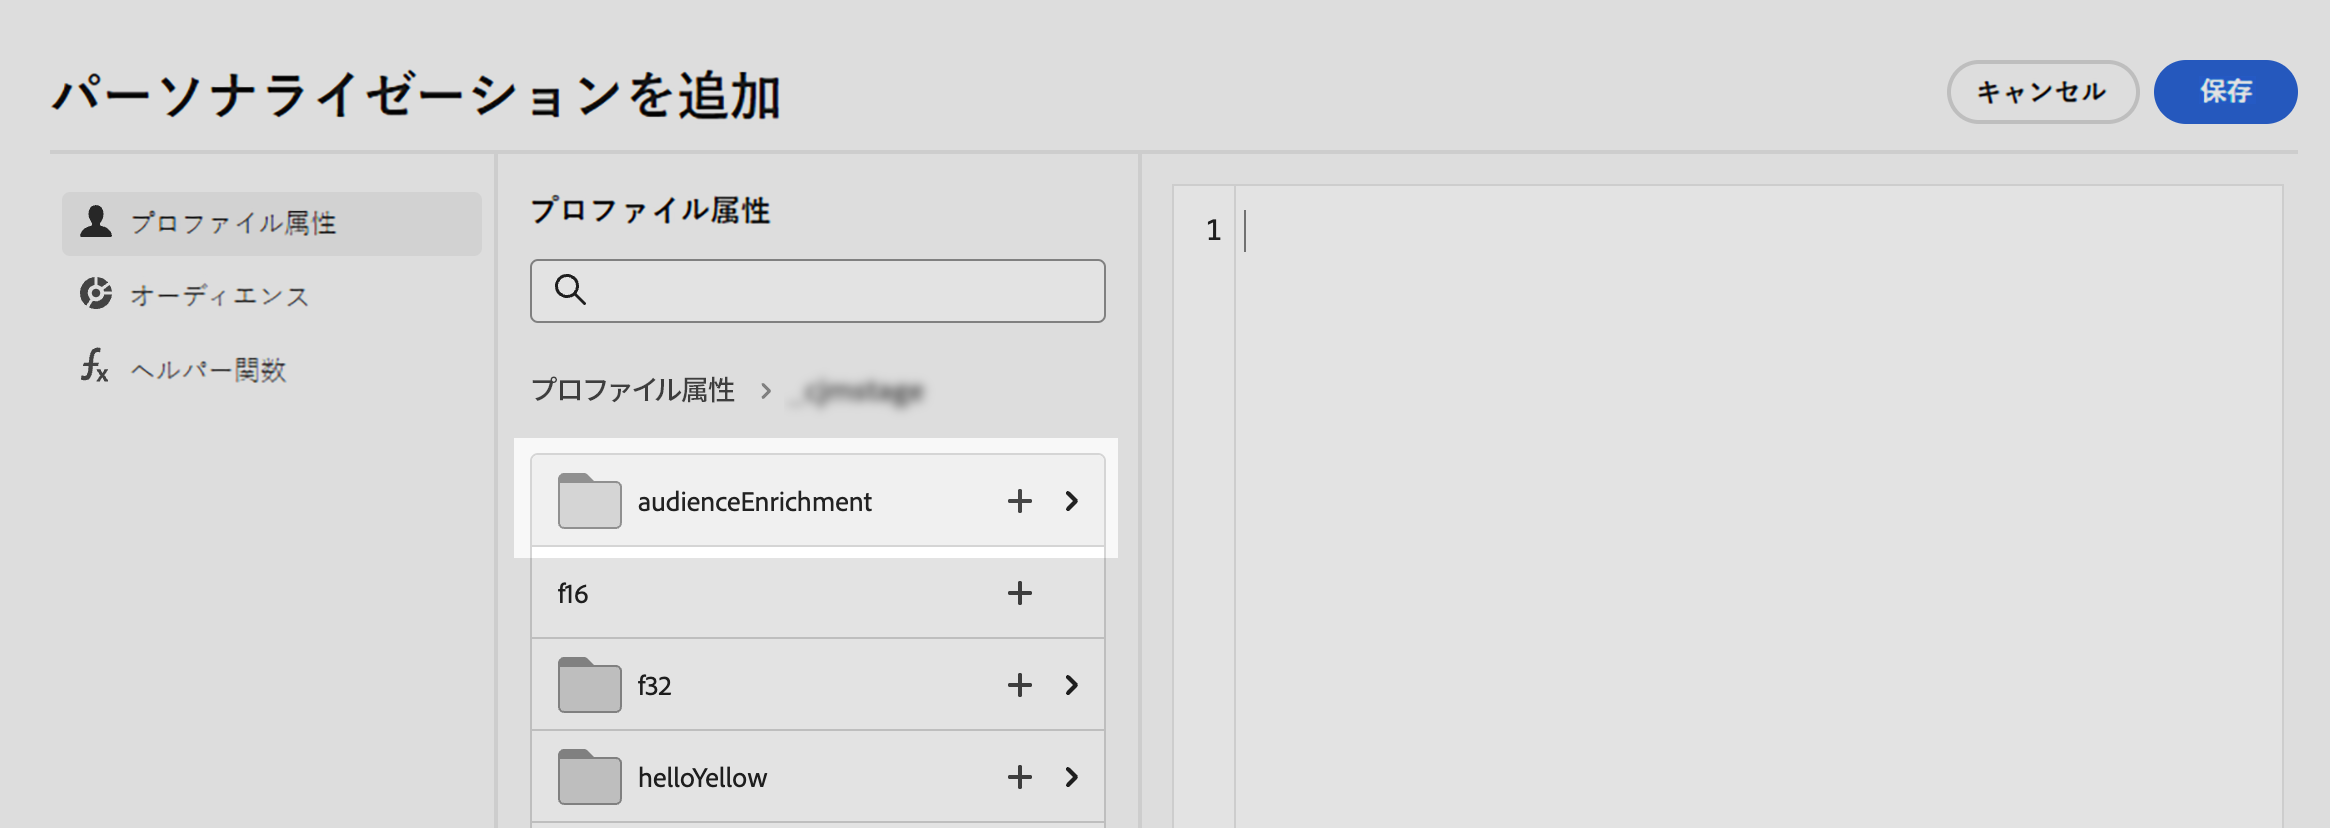 パーソナライゼーションを追加
キャンセル
保存
プロファイル属性
オーディエンス
ヘルパー関数
プロファイル属性
プロファイル属性
audienceEnrichment
f16
f32
helloYellow
1